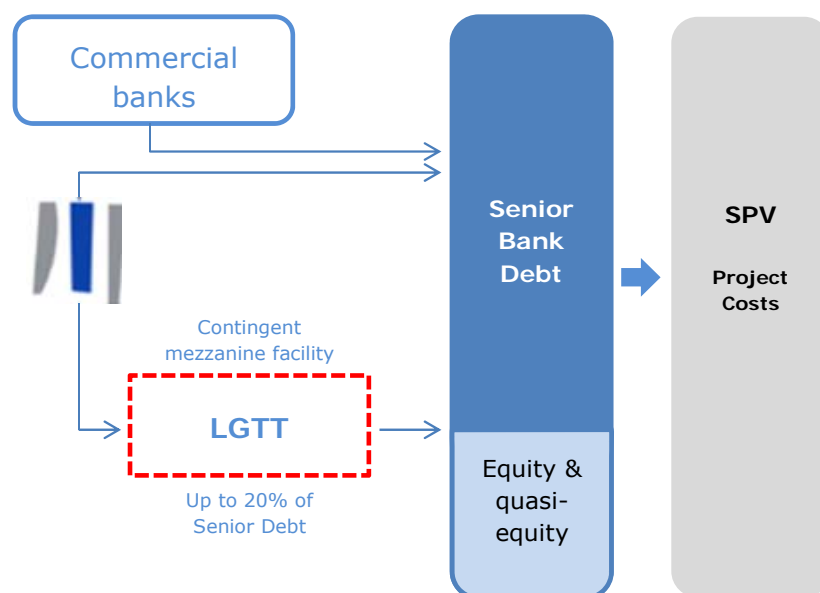 Commercial
banks
Senior
Bank
Debt
SPV
Project
Costs
Contingent
mezzanine facility
LGTT
Up to 20% of
Senior Debt
Equity &
quasi-
equity